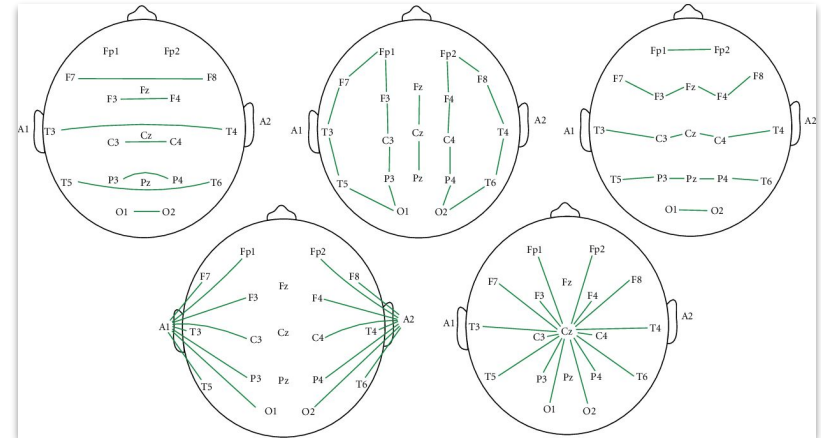 Fp1 Fp2
F7 F8
Fz
F3 F4
A1 T3 T4 A2
Cz
C3 C4
T5 P3 Pz P4 T6
O1 O2
Fp1 Fp2
F7 F8
Fz
F3 F4
A1 T3 Cz T4 A2
C3 C4
T5 P3 Pz P4 T6
O1 O2
Fp1 Fp2
F7 F8
F3 Fz F4
A1 T3 T4 A2
C3 Cz C4
T5 P3 Pz P4 T6
O1 O2
Fp1 Fp2
F7 F8
Fz
F3 F4
A1 A2
T3 Cz T4
C3 C4
T5 P3 Pz P4 T6
O1 O2
Fp1 Fp2
F7 Fz F8
F3 F4
A1 T3 Cz T4 A2
C3 C4
T5 P3 Pz P4 T6
O1 O2